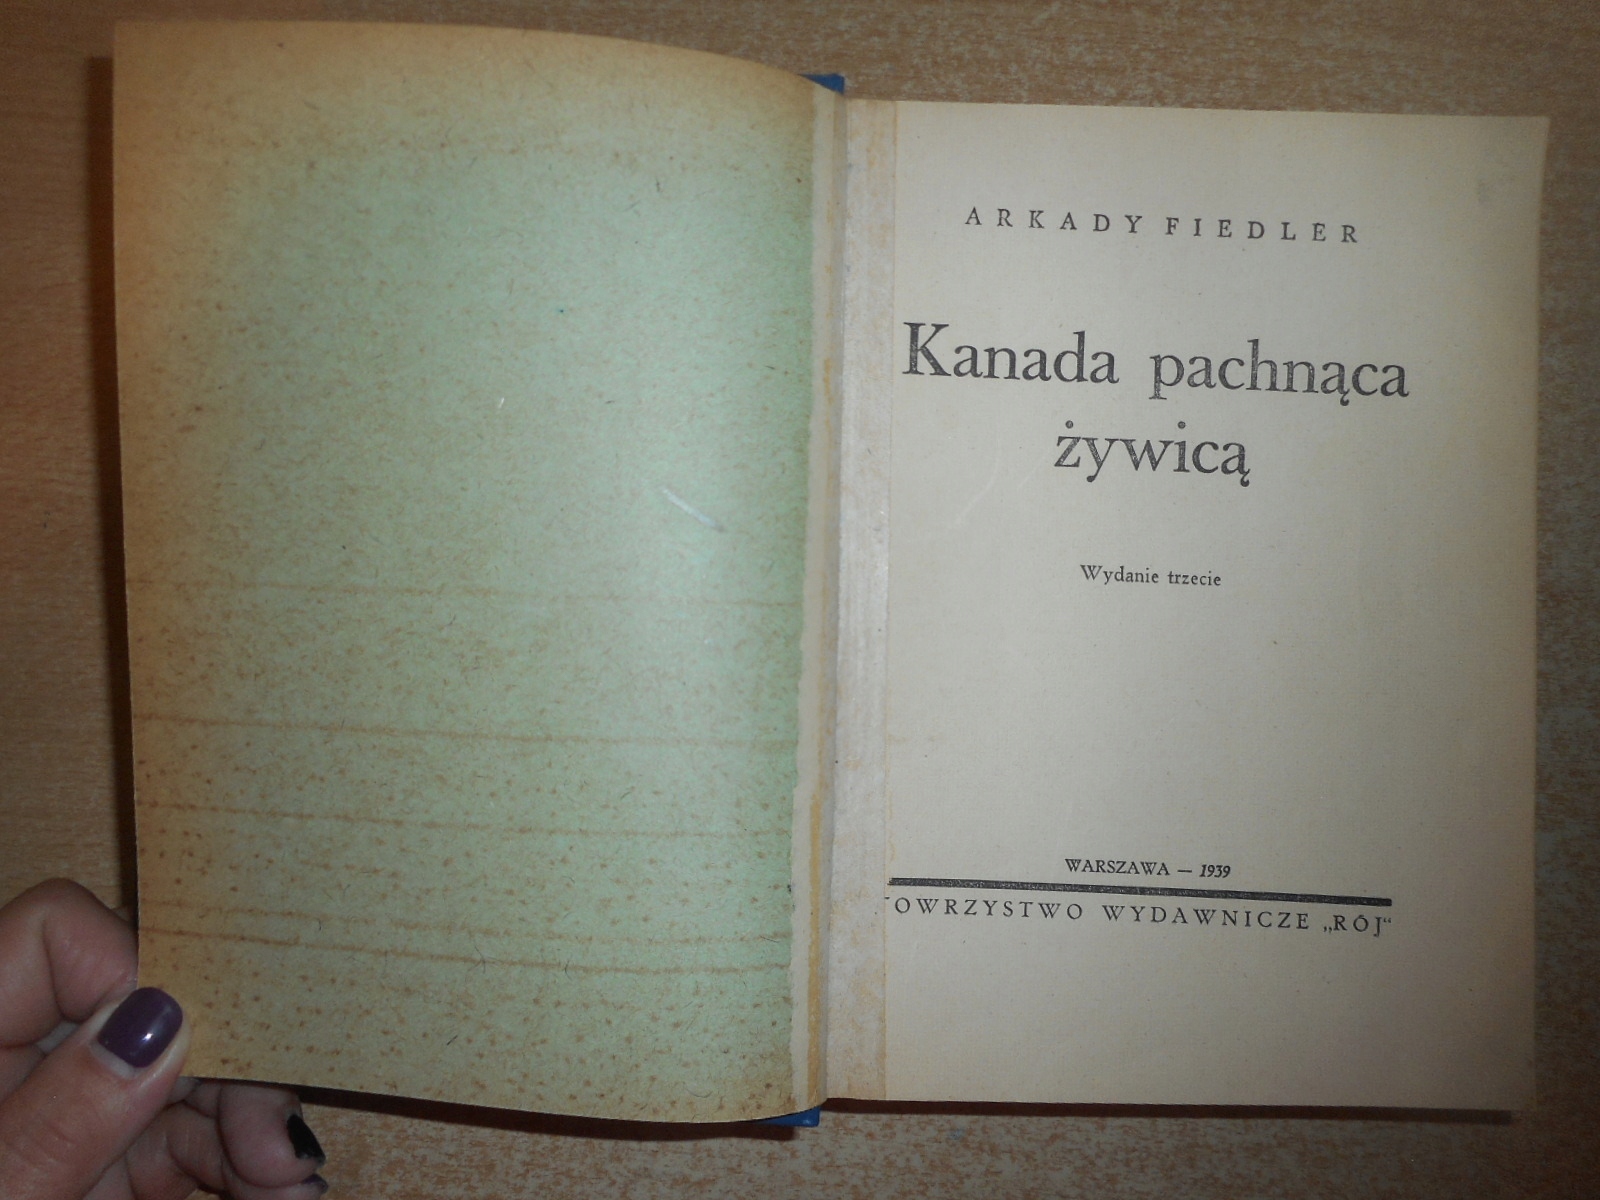 ARKADY FIEDLER
Kanada pachnąca
żywicą
Wydanie trzecie
WARSZAWA — 1939
OWRZYSTWO WYDAWNICZE „RÓJ“